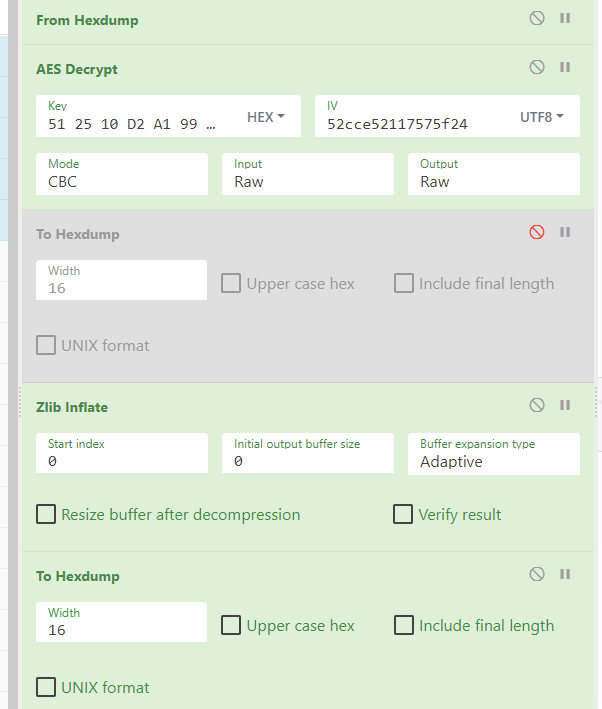 From Hexdump
AES Decrypt
Key IV
51 25 10 D2 A1 99 … HEX 52cce52117575f24 UTF8
Mode Input Output
CBC Raw Raw
To Hexdump
Width
16 Upper case hex Include final length
UNIX format
Zlib Inflate
Start index Initial output buffer size Buffer expansion type
0 0 Adaptive
Resize buffer after decompression Verify result
To Hexdump
Width
16 Upper case hex Include final length
UNIX format